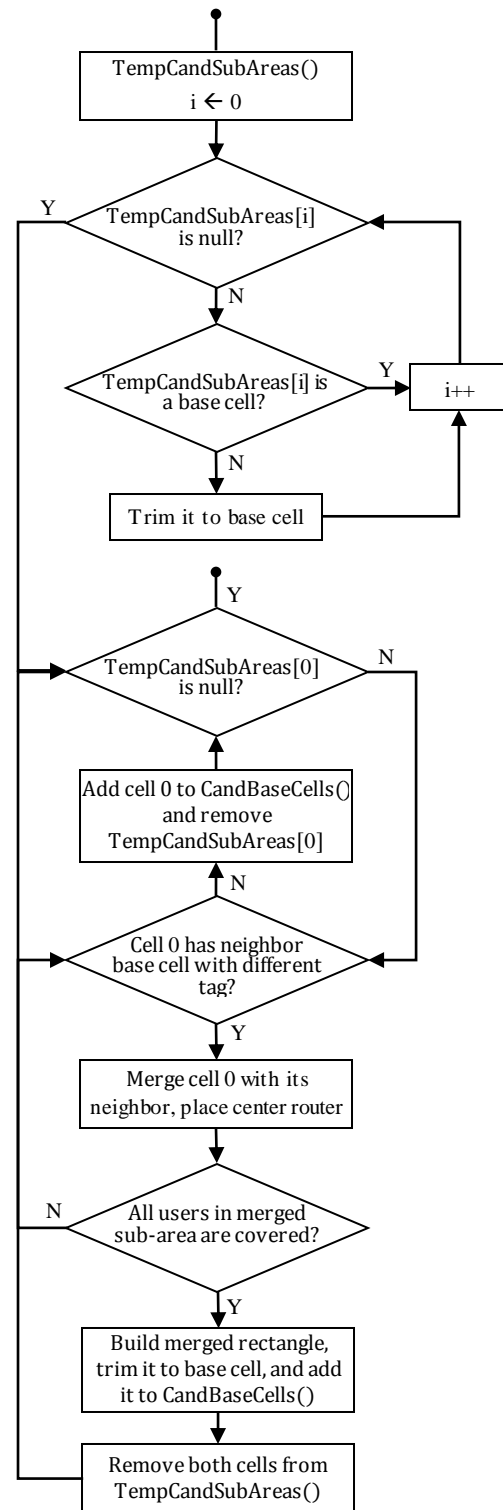 TempCandSubAreas()
i ← 0
Y
TempCandSubAreas[i]
is null?
N
TempCandSubAreas[i] is
a base cell?
Y
i++
N
Trim it to base cell
Y
TempCandSubAreas[0]
is null?
N
Add cell 0 to CandBaseCells()
and remove
TempCandSubAreas[0]
N
Cell 0 has neighbor
base cell with different
tag?
Y
Merge cell 0 with its
neighbor, place center router
N
All users in merged
sub-area are covered?
Y
Build merged rectangle,
trim it to base cell, and add
it to CandBaseCells()
Remove both cells from
TempCandSubAreas()